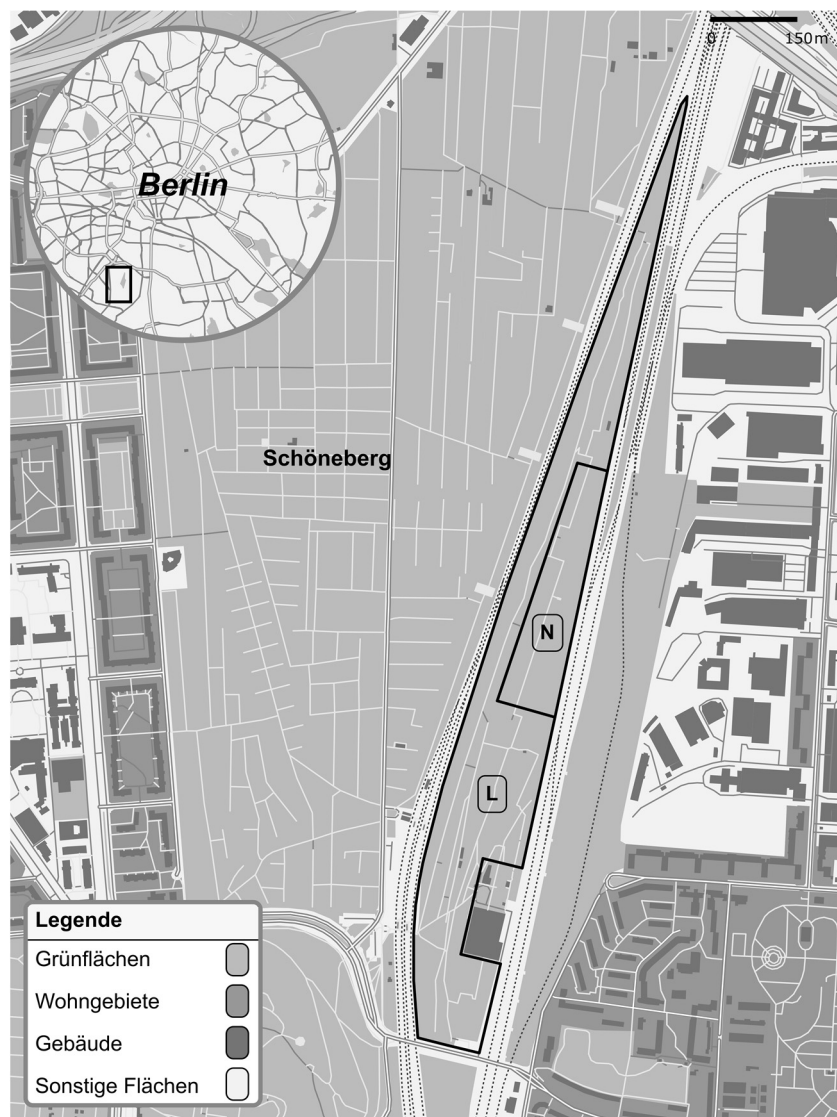 0 150m
Berlin
Schöneberg
N
L
Legende
Grünflächen
Wohngebiete
Gebäude
Sonstige Flächen